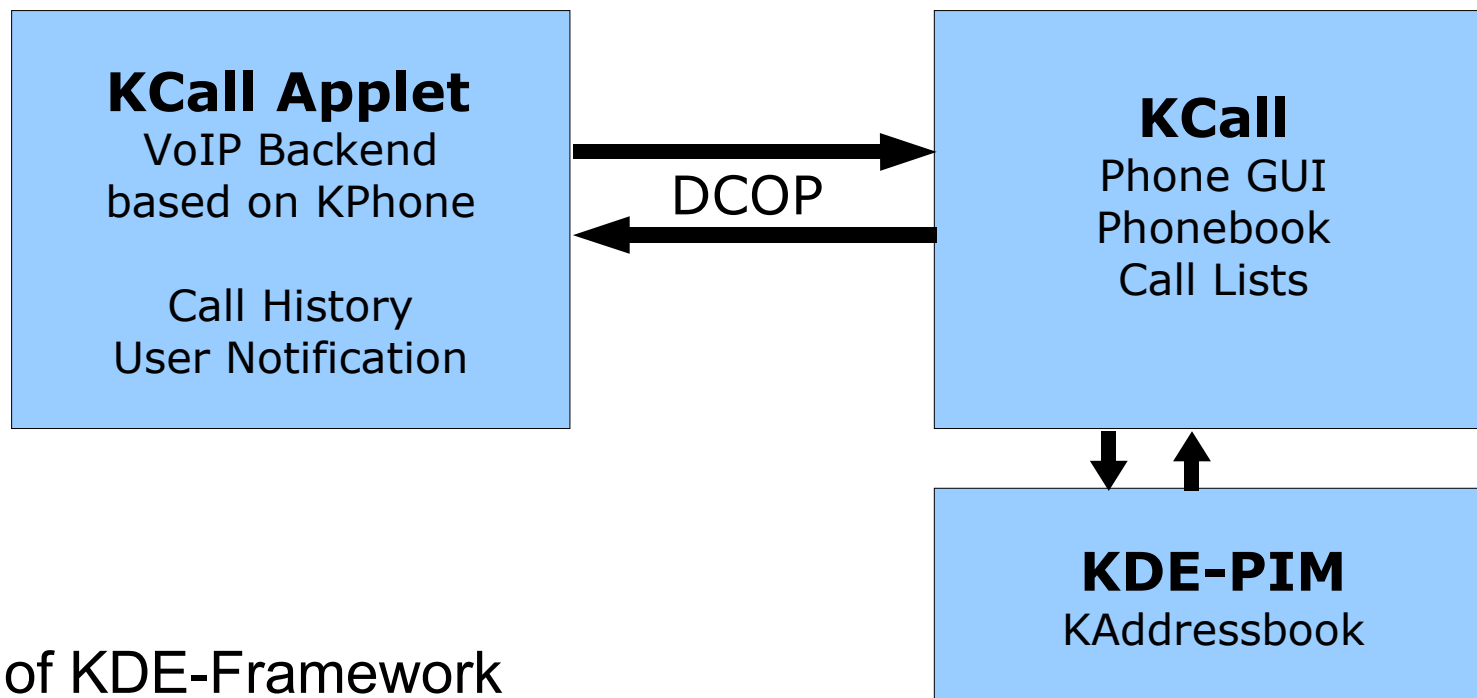 KCall Applet
VoIP Backend
based on KPhone
Call History
User Notification
DCOP
KCall
Phone GUI
Phonebook
Call Lists
KDE-PIM
KAddressbook
of KDE-Framework